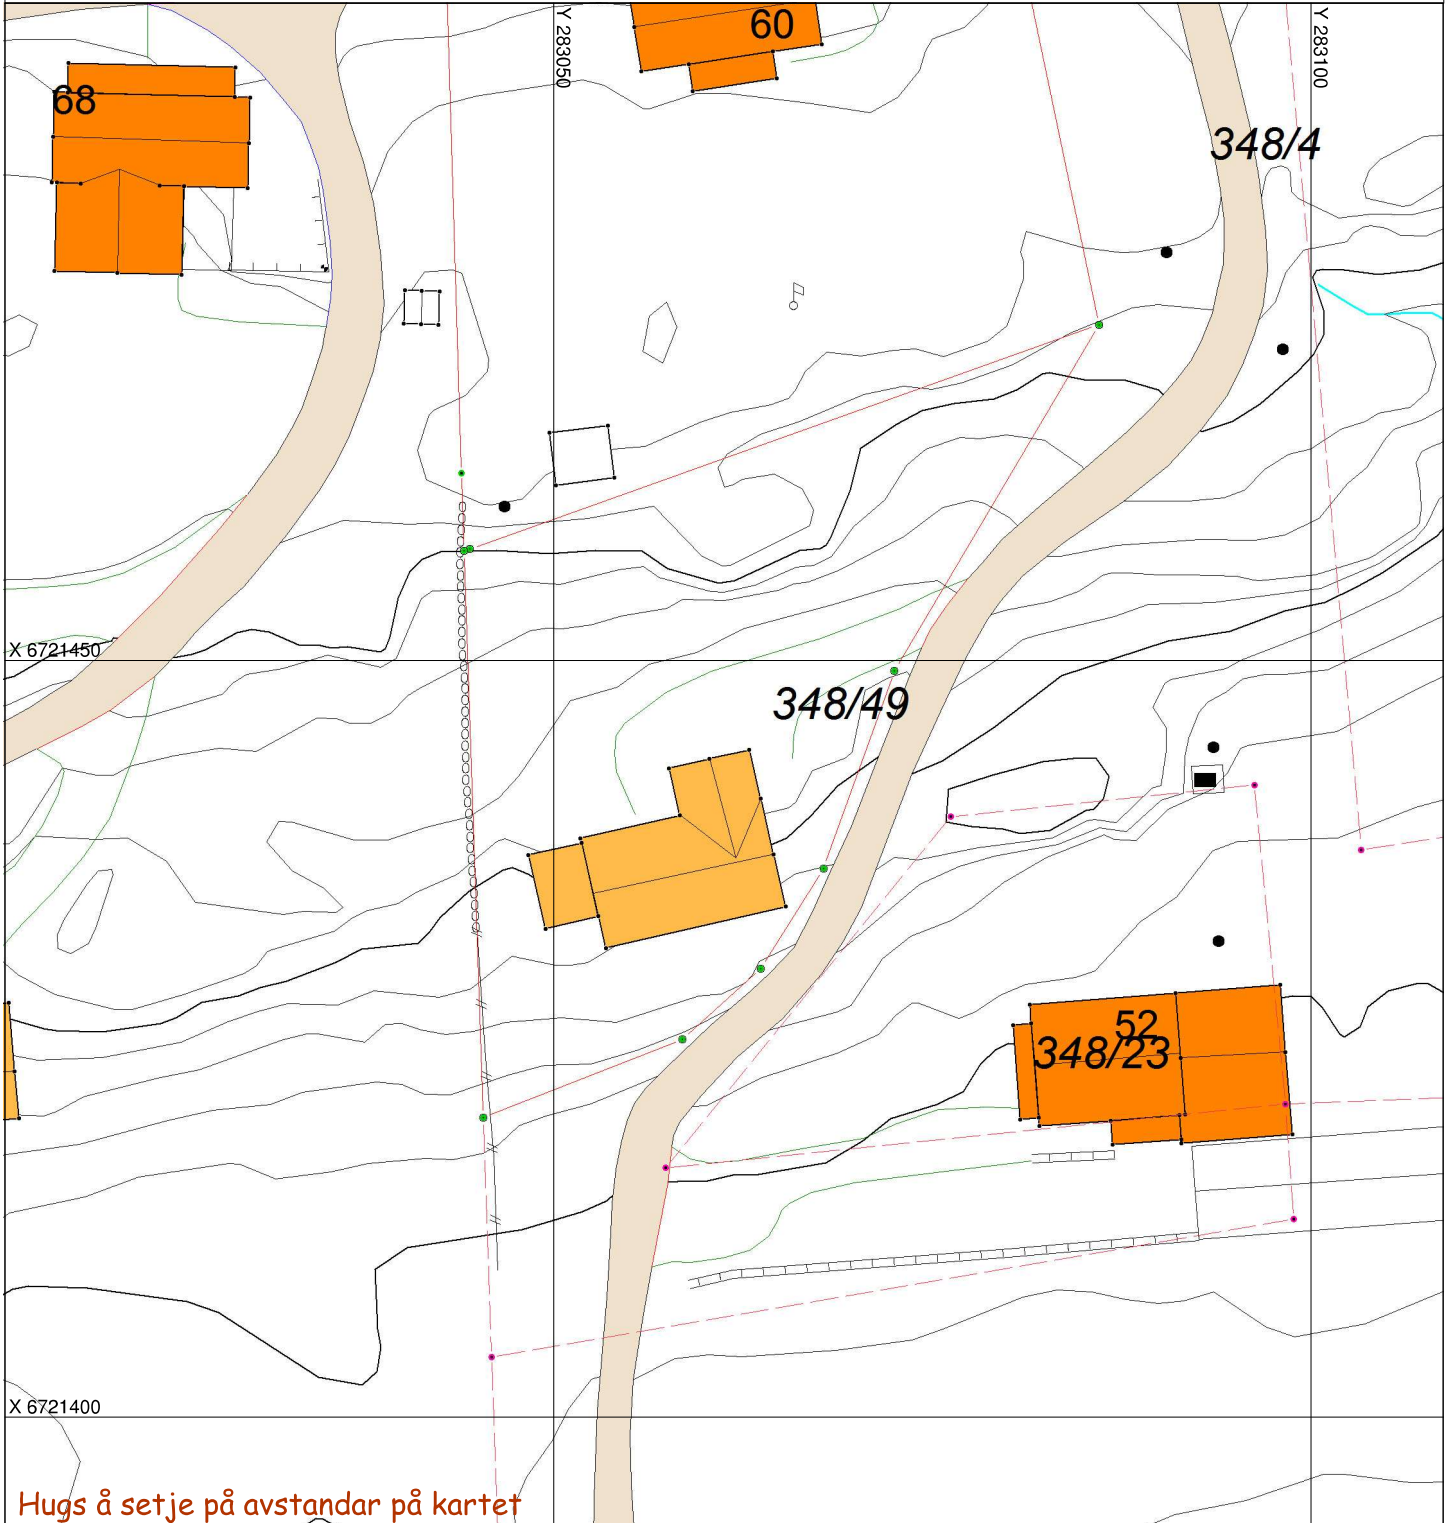 Y 283050
Y 283100
60
68
348/4
X 6721450
348/49
52
348/23
X 6721400
Hugs å setje på avstandar på kartet